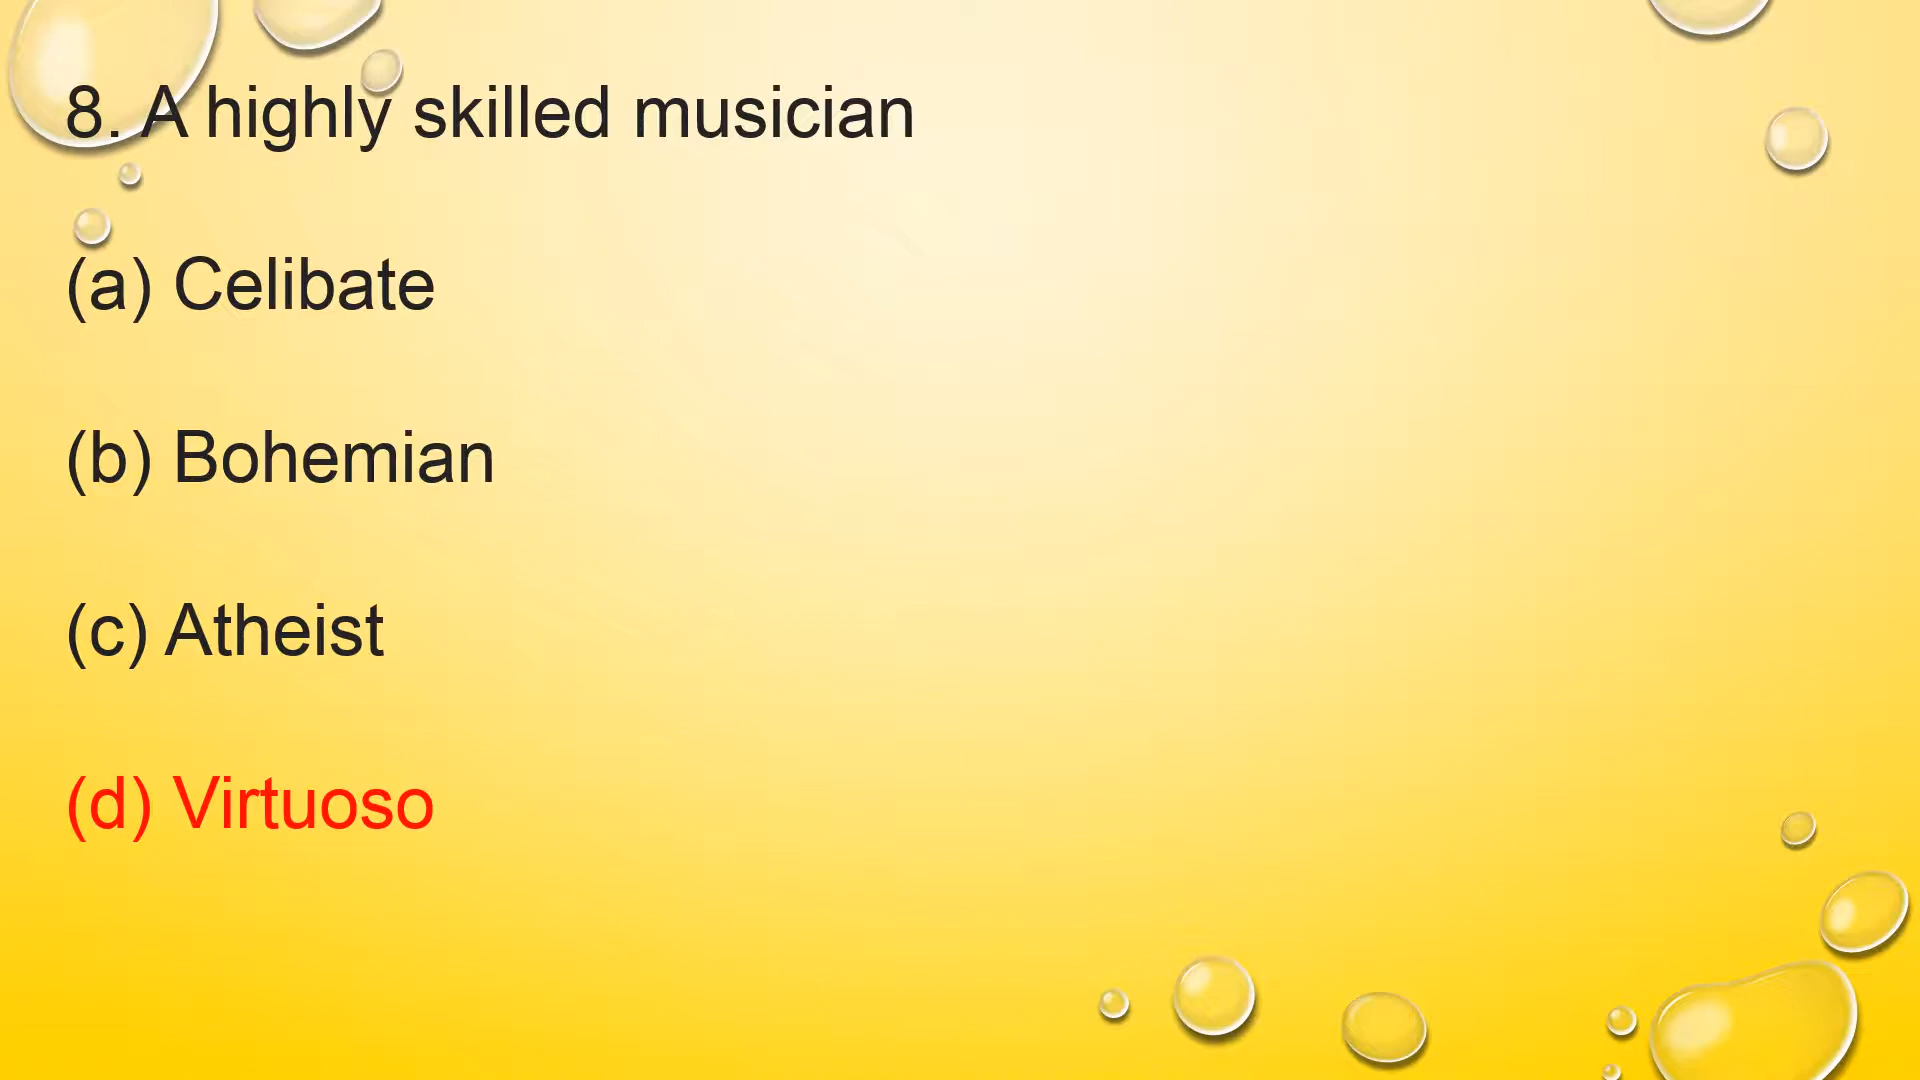 8. A highly skilled musician
(a) Celibate
(b) Bohemian
(c) Atheist
(d) Virtuoso